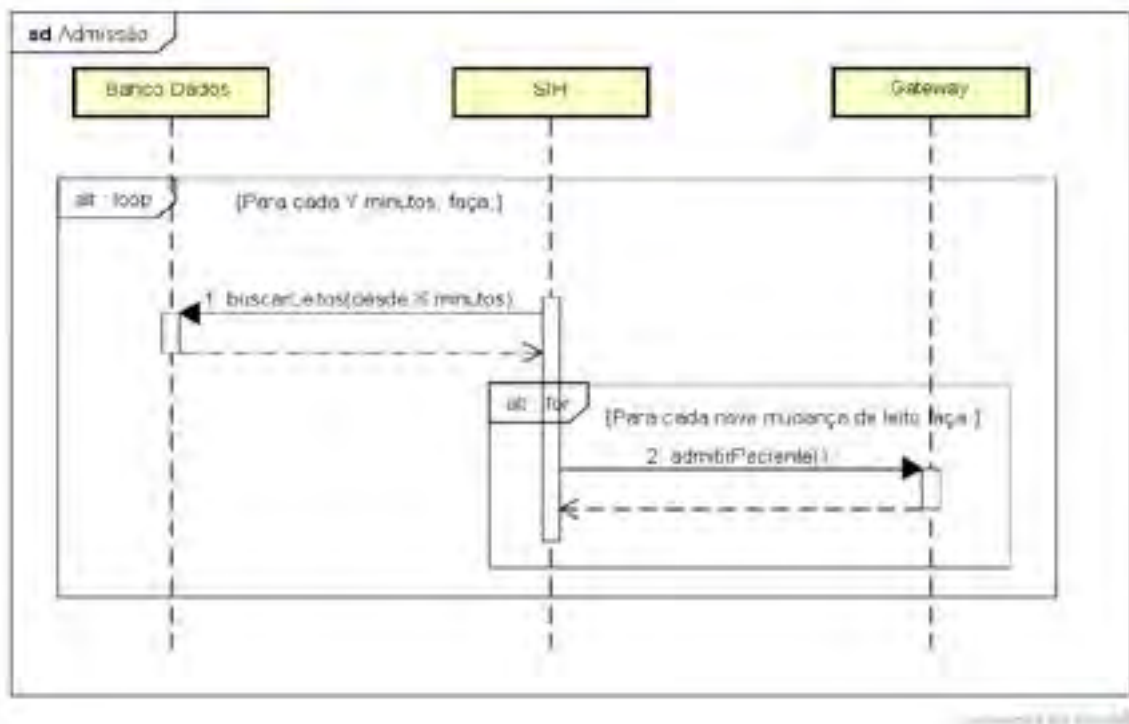 sd Admissão
Banco Dados
SIH
Gateway
alt : loop
[Para cada Y minutos, faça:]
1: buscarLeitos(desde X minutos)
alt : for
[Para cada nova mudança de leito faça:]
2: admitirPaciente()